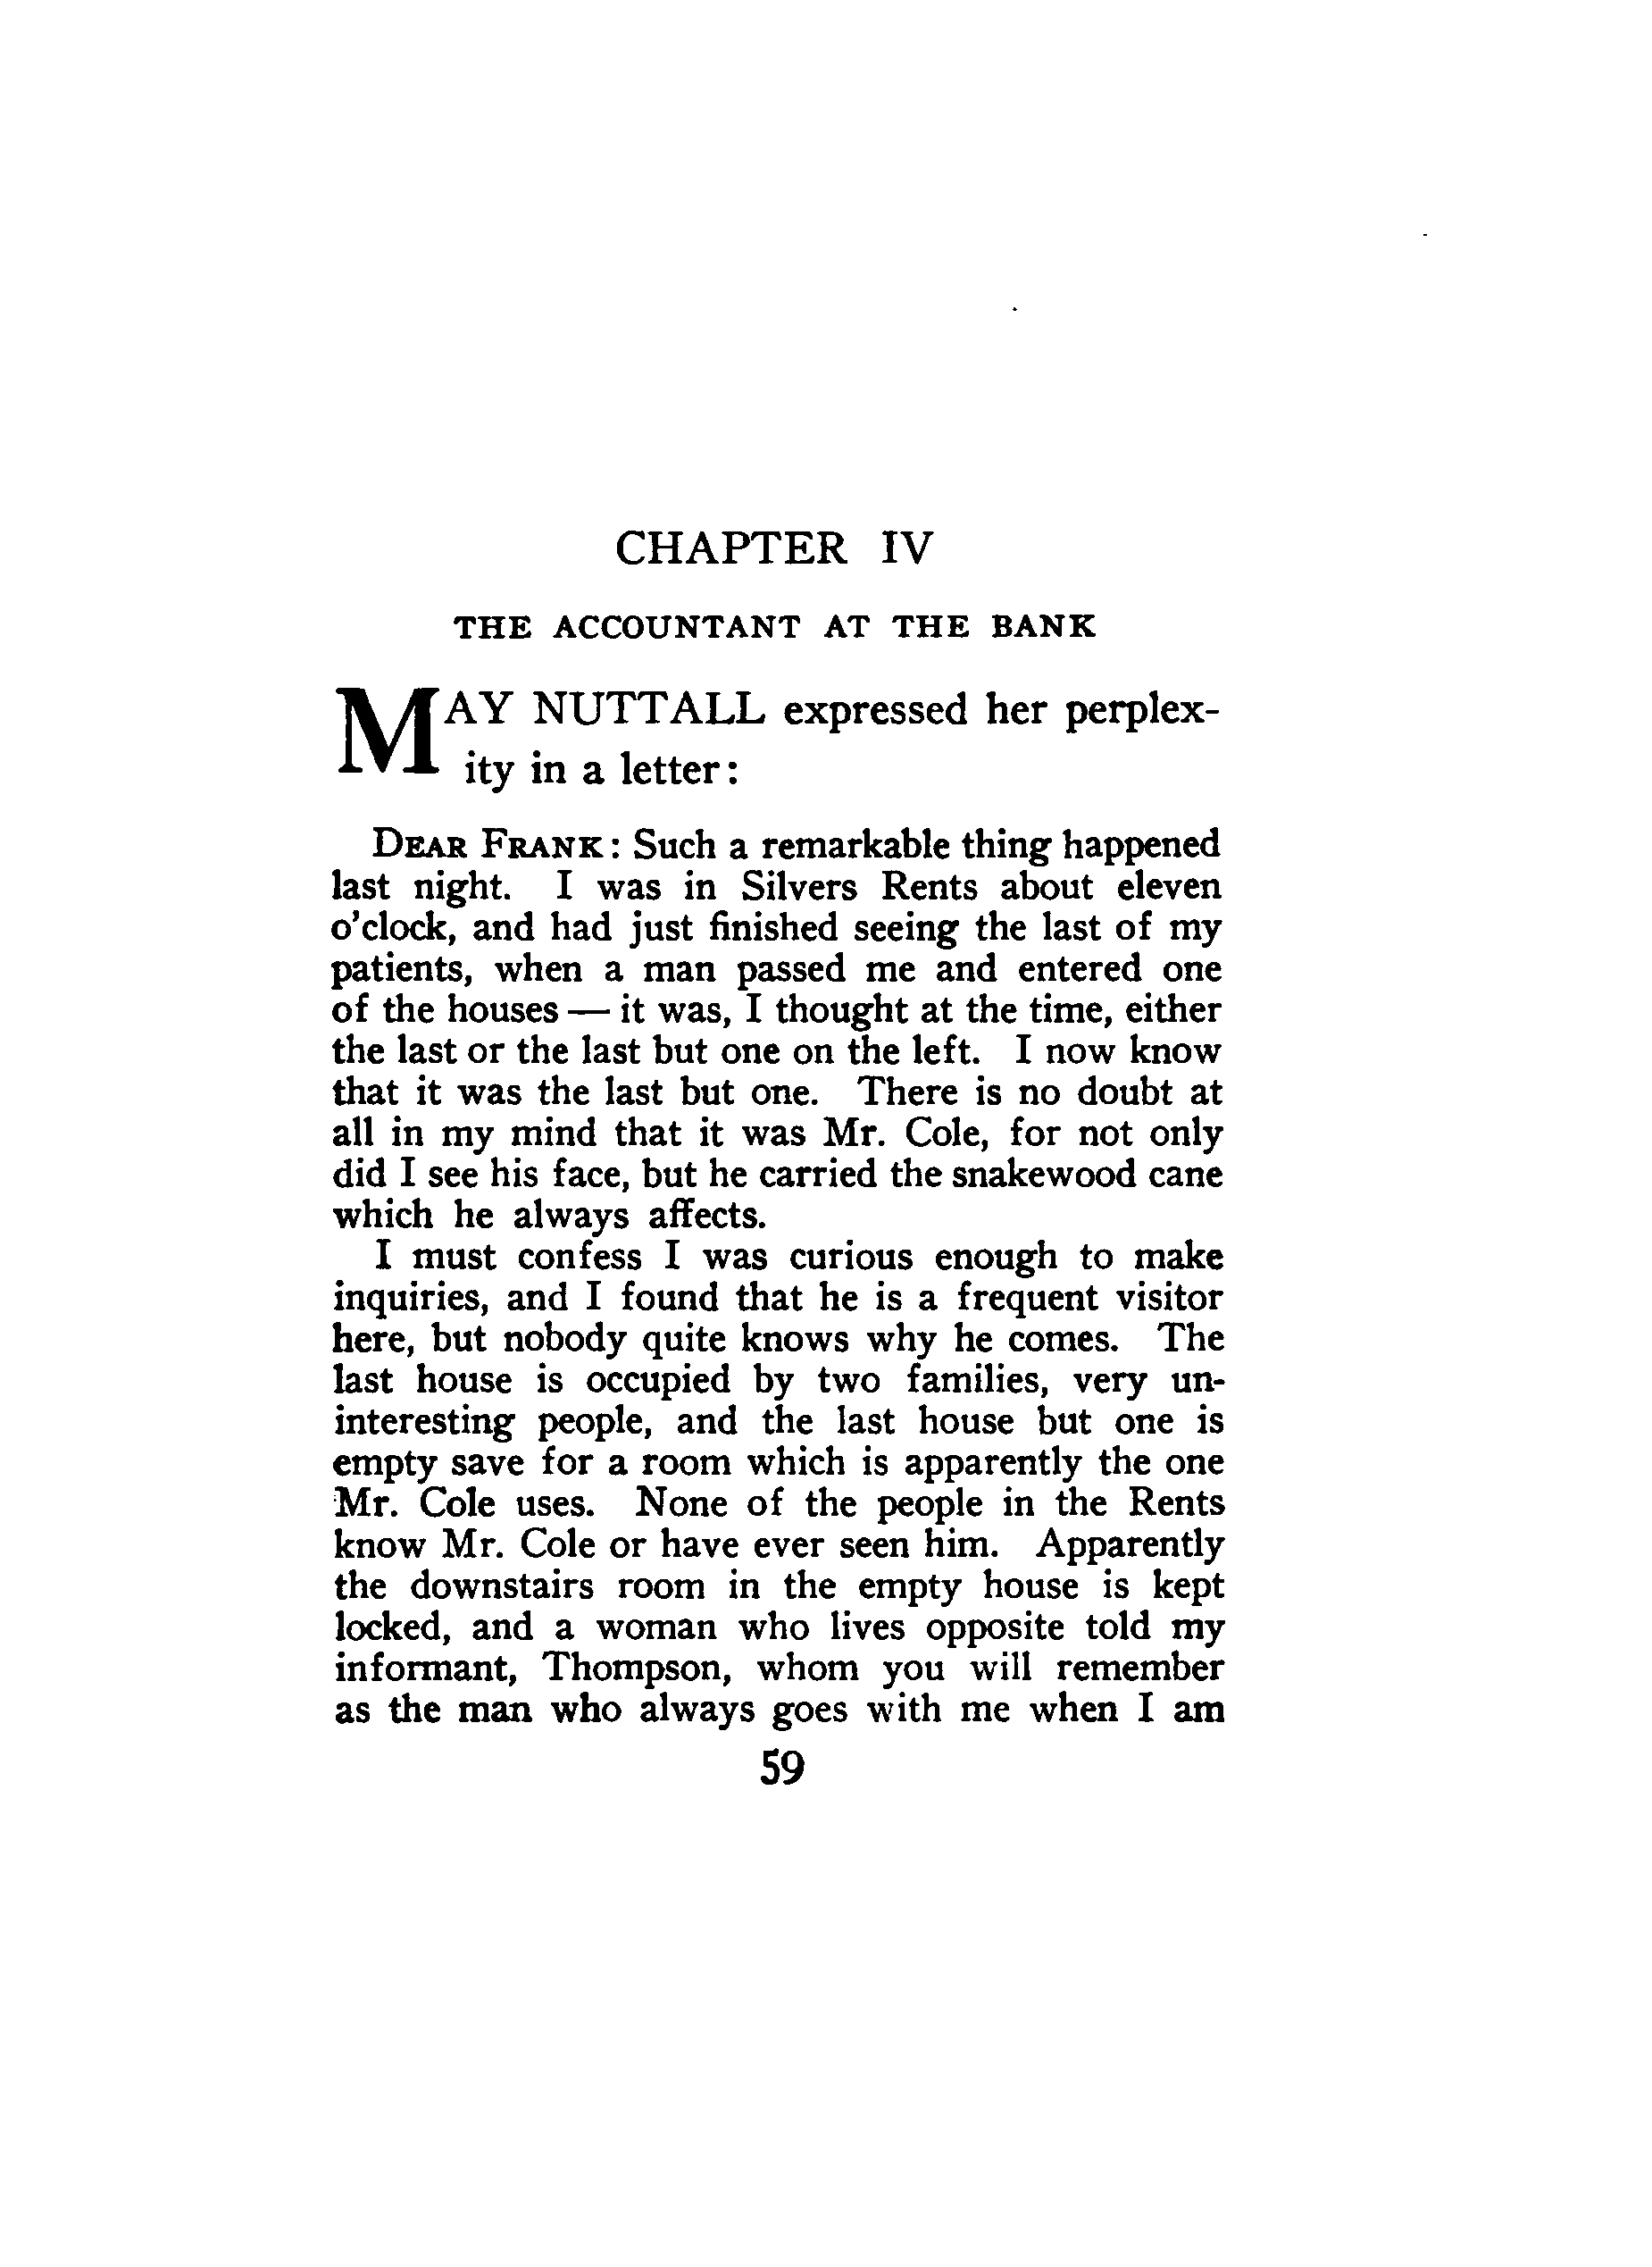 CHAPTER IV
THE ACCOUNTANT AT THE BANK
MAY NUTTALL expressed her perplex-
ity in a letter:
DEAR FRANK: Such a remarkable thing happened
last night. I was in Silvers Rents about eleven
o'clock, and had just finished seeing the last of my
patients, when a man passed me and entered one
of the houses — it was, I thought at the time, either
the last or the last but one on the left. I now know
that it was the last but one. There is no doubt at
all in my mind that it was Mr. Cole, for not only
did I see his face, but he carried the snakewood cane
which he always affects.
I must confess I was curious enough to make
inquiries, and I found that he is a frequent visitor
here, but nobody quite knows why he comes. The
last house is occupied by two families, very un-
interesting people, and the last house but one is
empty save for a room which is apparently the one
Mr. Cole uses. None of the people in the Rents
know Mr. Cole or have ever seen him. Apparently
the downstairs room in the empty house is kept
locked, and a woman who lives opposite told my
informant, Thompson, whom you will remember
as the man who always goes with me when I am
59